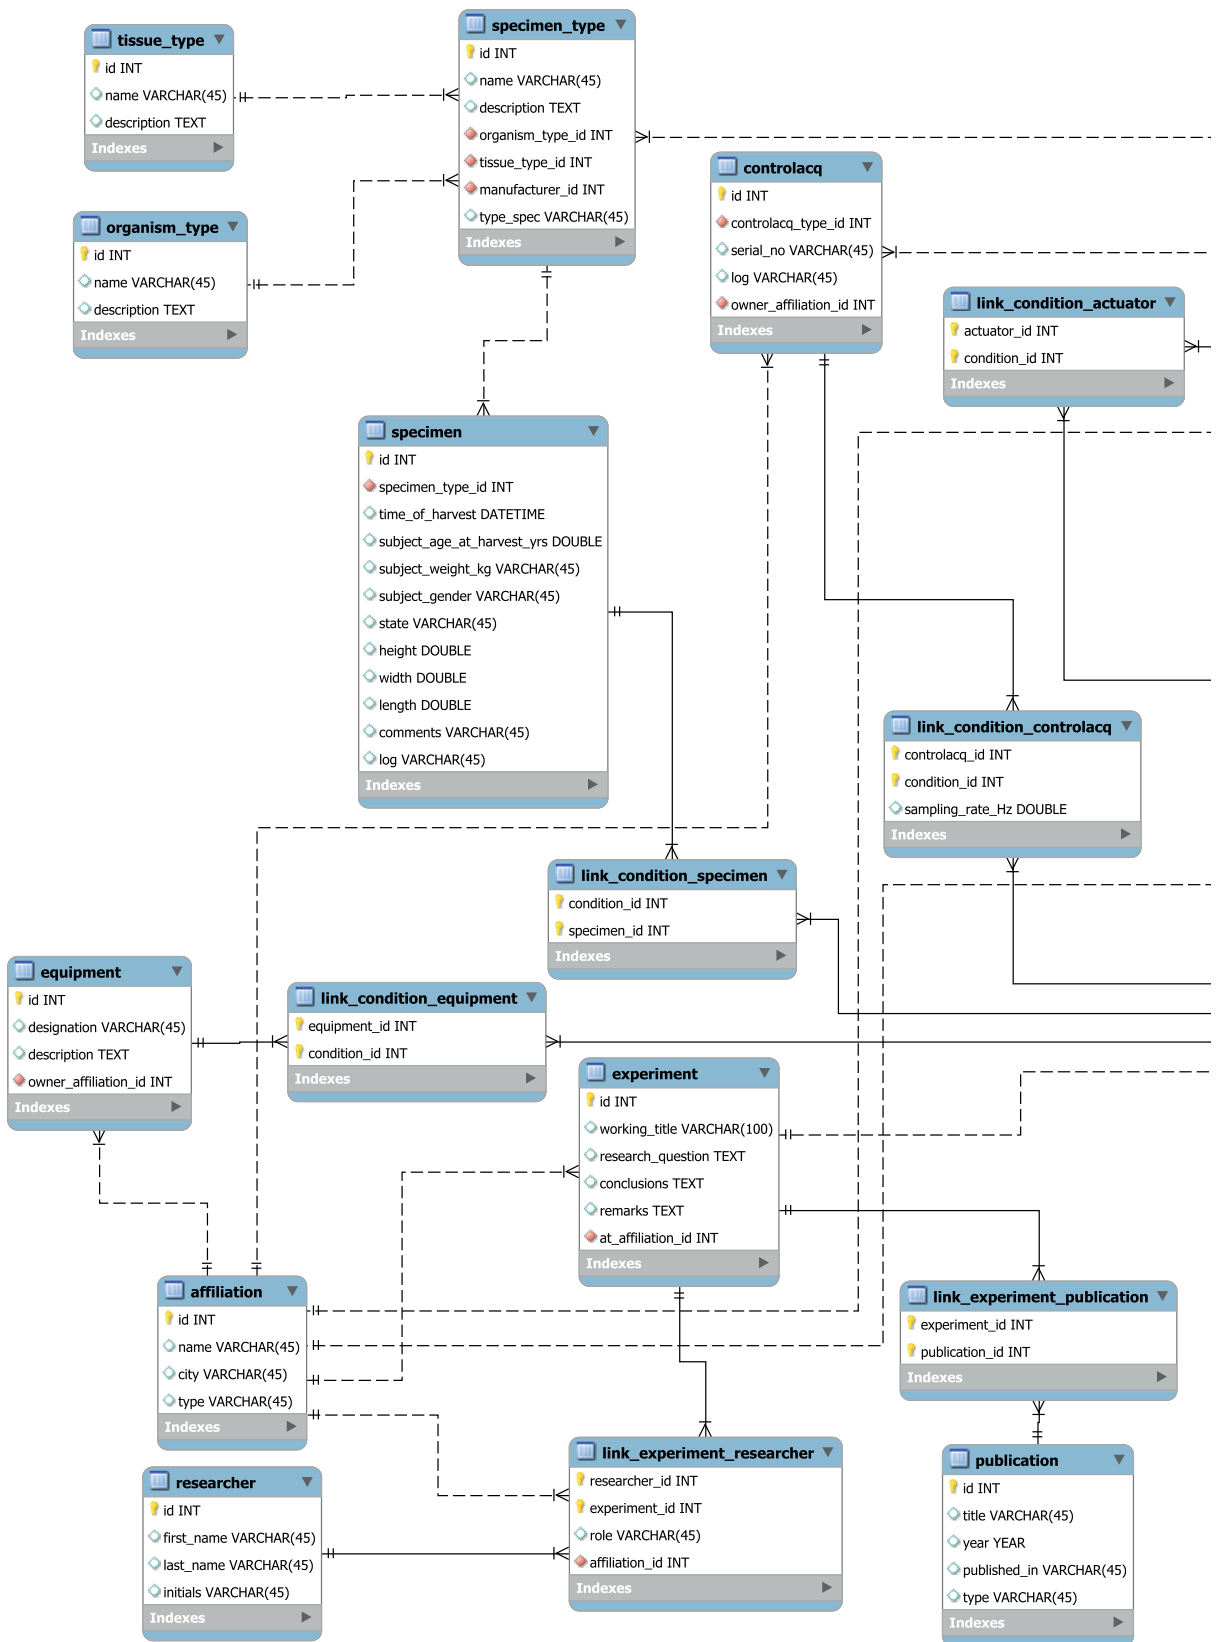 tissue_type
id INT
name VARCHAR(45)
description TEXT
Indexes
specimen_type
id INT
name VARCHAR(45)
description TEXT
organism_type_id INT
tissue_type_id INT
manufacturer_id INT
type_spec VARCHAR(45)
Indexes
organism_type
id INT
name VARCHAR(45)
description TEXT
Indexes
controlacq
id INT
controlacq_type_id INT
serial_no VARCHAR(45)
log VARCHAR(45)
owner_affiliation_id INT
Indexes
link_condition_actuator
actuator_id INT
condition_id INT
Indexes
specimen
id INT
specimen_type_id INT
time_of_harvest DATETIME
subject_age_at_harvest_yrs DOUBLE
subject_weight_kg VARCHAR(45)
subject_gender VARCHAR(45)
state VARCHAR(45)
height DOUBLE
width DOUBLE
length DOUBLE
comments VARCHAR(45)
log VARCHAR(45)
Indexes
link_condition_controlacq
controlacq_id INT
condition_id INT
sampling_rate_Hz DOUBLE
Indexes
link_condition_specimen
condition_id INT
specimen_id INT
Indexes
equipment
id INT
designation VARCHAR(45)
description TEXT
owner_affiliation_id INT
Indexes
link_condition_equipment
equipment_id INT
condition_id INT
Indexes
experiment
id INT
working_title VARCHAR(100)
research_question TEXT
conclusions TEXT
remarks TEXT
at_affiliation_id INT
Indexes
affiliation
id INT
name VARCHAR(45)
city VARCHAR(45)
type VARCHAR(45)
Indexes
link_experiment_publication
experiment_id INT
publication_id INT
Indexes
researcher
id INT
first_name VARCHAR(45)
last_name VARCHAR(45)
initials VARCHAR(45)
Indexes
link_experiment_researcher
researcher_id INT
experiment_id INT
role VARCHAR(45)
affiliation_id INT
Indexes
publication
id INT
title VARCHAR(45)
year YEAR
published_in VARCHAR(45)
type VARCHAR(45)
Indexes